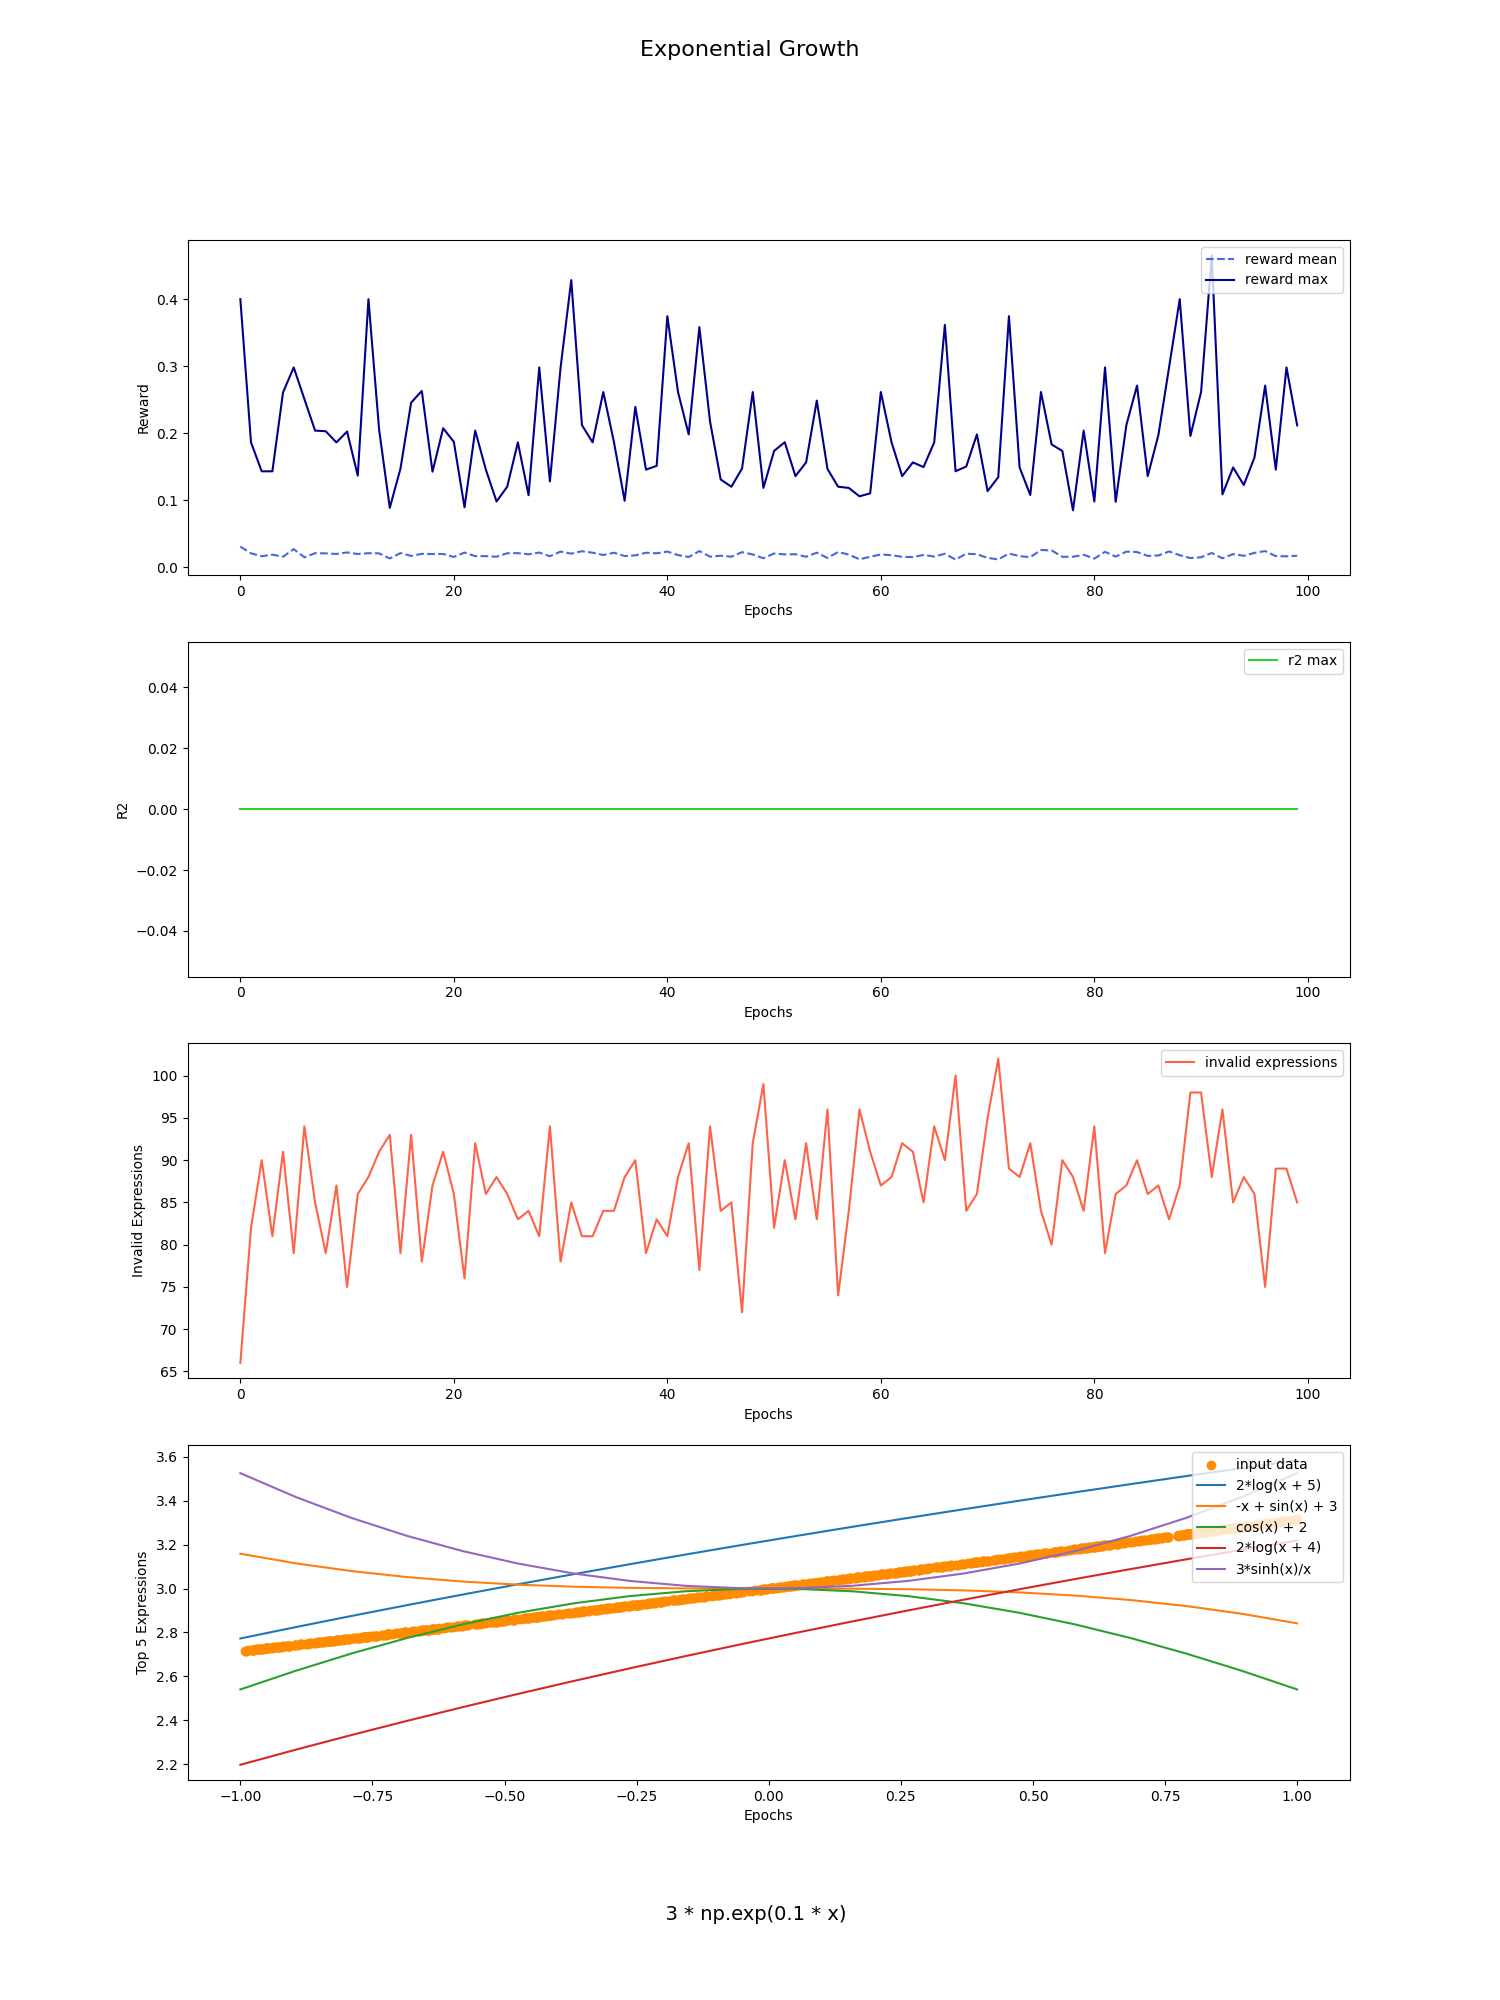 Exponential Growth
reward mean
reward max
0.4
0.3
0.2
0.1
0.0
Reward
0 20 40 60 80 100
Epochs
r2 max
0.04
0.02
0.00
−0.02
−0.04
R2
0 20 40 60 80 100
Epochs
invalid expressions
100
95
90
85
80
75
70
65
Invalid Expressions
0 20 40 60 80 100
Epochs
input data
2*log(x + 5)
-x + sin(x) + 3
cos(x) + 2
2*log(x + 4)
3*sinh(x)/x
3.6
3.4
3.2
3.0
2.8
2.6
2.4
2.2
Top 5 Expressions
−1.00 −0.75 −0.50 −0.25 0.00 0.25 0.50 0.75 1.00
Epochs
3 * np.exp(0.1 * x)